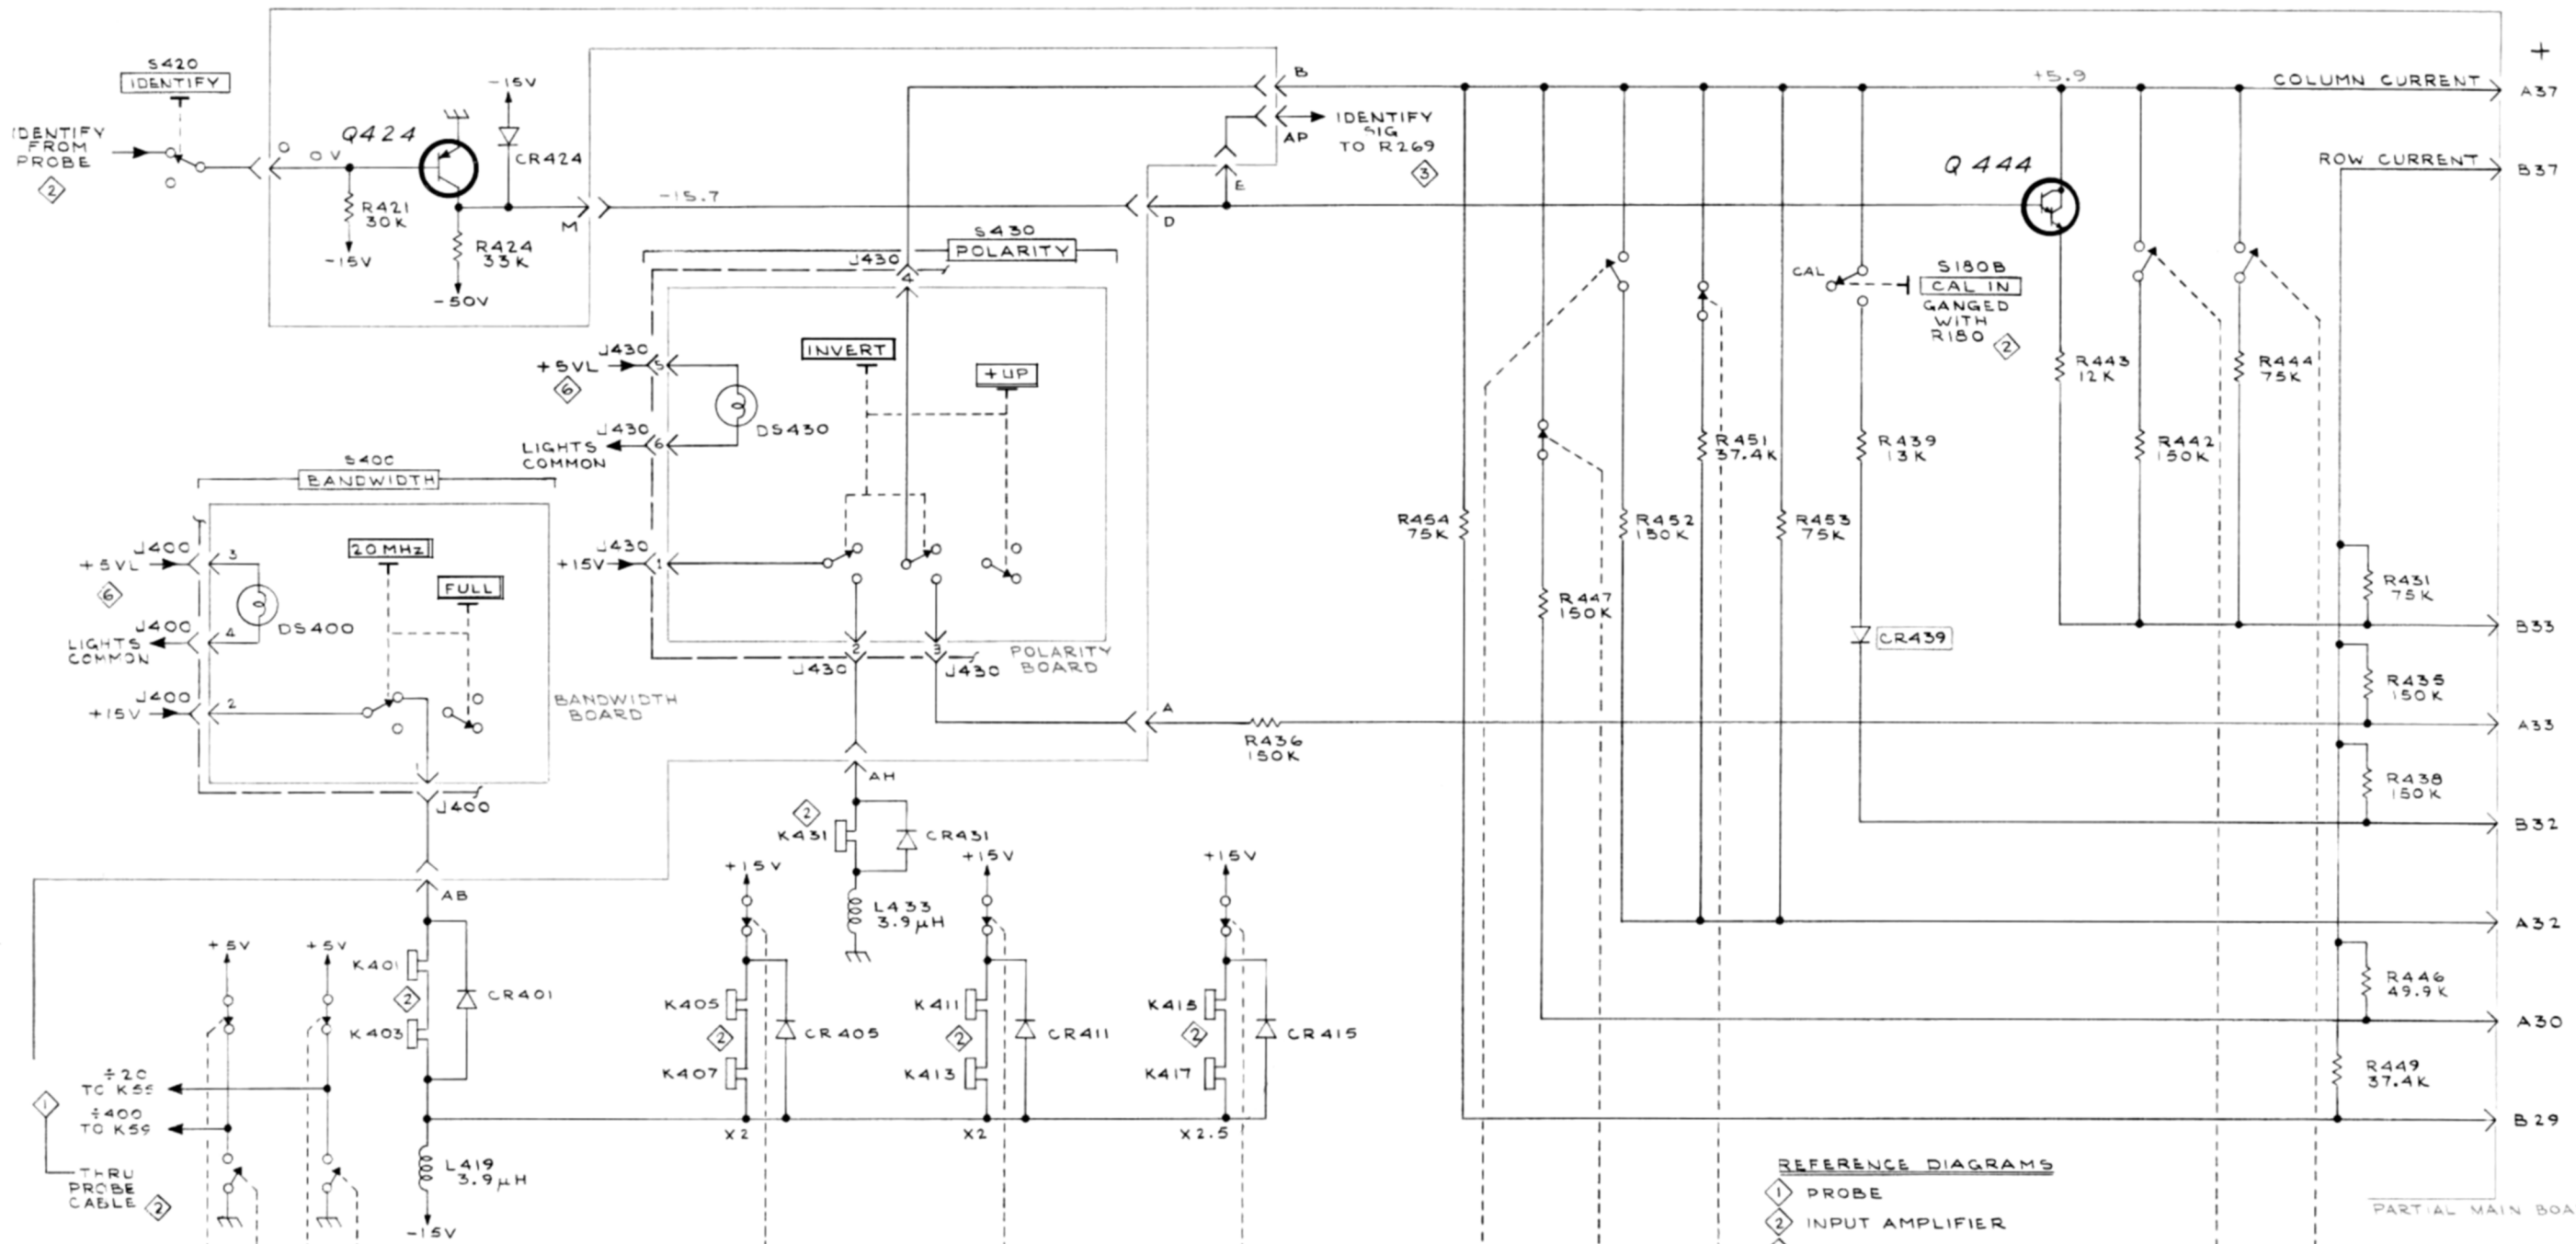 S420
IDENTIFY
IDENTIFY
FROM
PROBE
2
O
0V
Q424
R421
30K
-15V
-15V
CR424
R424
33K
-50V
M
-15.7
D
E
B
AP
IDENTIFY
SIG
TO R269
3
+5.9
COLUMN CURRENT
+
A37
ROW CURRENT
B37
Q444
S430
POLARITY
J430
4
+5VL
6
J430
5
DS430
LIGHTS
COMMON
J430
6
INVERT
+UP
+15V
J430
1
2
J430
3
J430
POLARITY
BOARD
CAL
S180B
CAL IN
GANGED
WITH
R180
2
R443
12K
R444
75K
R442
150K
R451
37.4K
R439
13K
R454
75K
R452
150K
R453
75K
R447
150K
CR439
R431
75K
B33
R435
150K
A33
R438
150K
B32
A32
R446
49.9K
A30
R449
37.4K
B29
S400
BANDWIDTH
20MHz
FULL
+5VL
6
J400
3
DS400
LIGHTS
COMMON
J400
4
+15V
J400
2
1
J400
BANDWIDTH
BOARD
A
R436
150K
AH
2
K431
CR431
L433
3.9µH
AB
+5V
+5V
K401
2
K403
CR401
+15V
K405
2
K407
CR405
X2
+15V
K411
2
K413
CR411
X2
+15V
K415
2
K417
CR415
X2.5
÷20
TO K55
÷400
TO K59
1
THRU
PROBE
CABLE
2
L419
3.9µH
-15V
REFERENCE DIAGRAMS
1 PROBE
2 INPUT AMPLIFIER
PARTIAL MAIN BOA